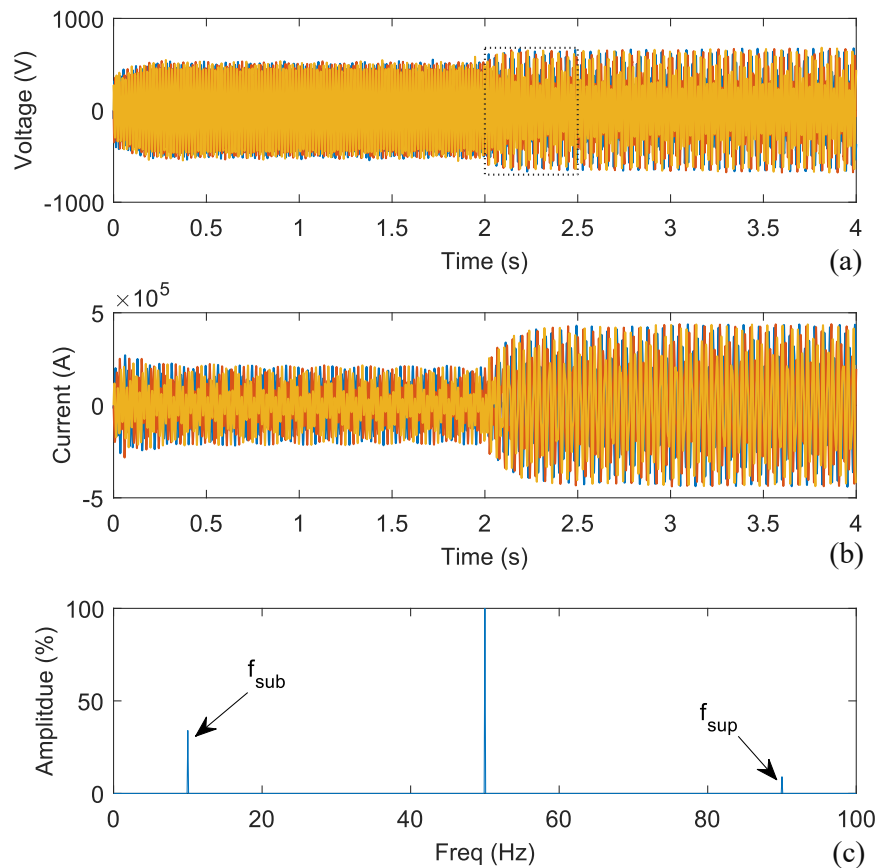 1000
0
-1000
Voltage (V)
0 0.5 1 1.5 2 2.5 3 3.5 4
Time (s)
(a)
×10^5
5
0
-5
Current (A)
0 0.5 1 1.5 2 2.5 3 3.5 4
Time (s)
(b)
100
50
0
Amplitdue (%)
f_sub
f_sup
0 20 40 60 80 100
Freq (Hz)
(c)